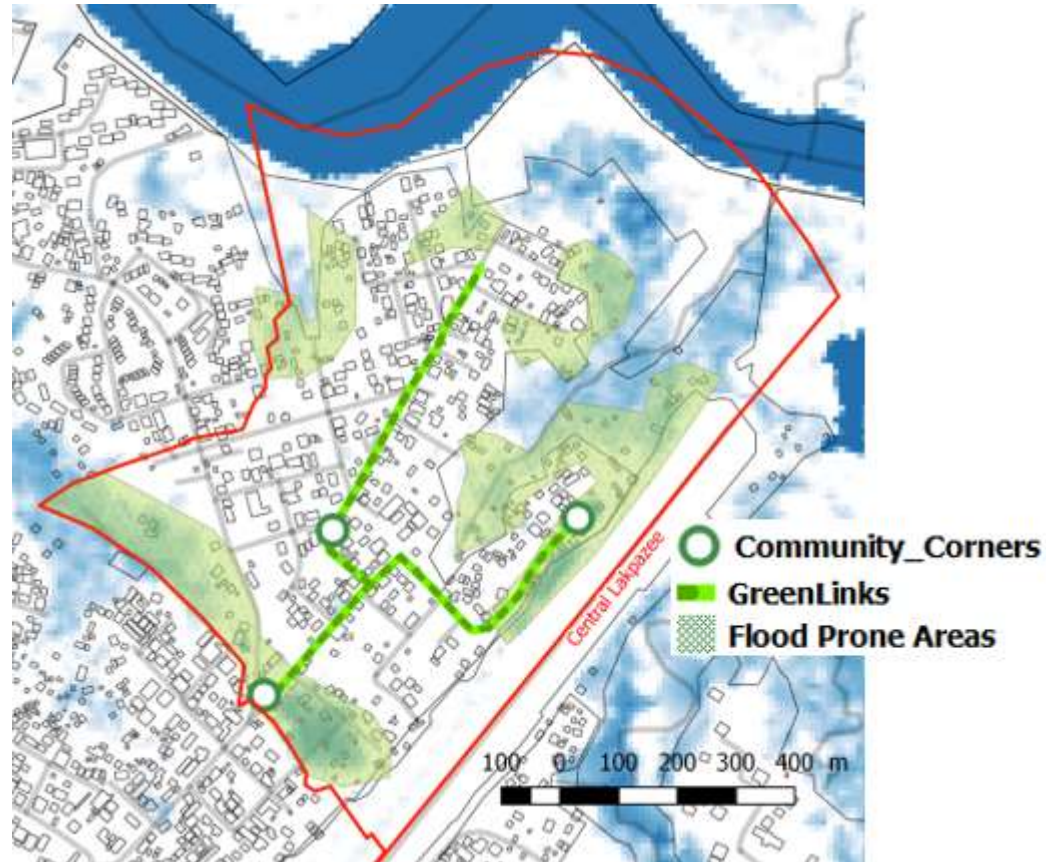 Central Lakpazee
Community_Corners
GreenLinks
Flood Prone Areas
100 0 100 200 300 400 m